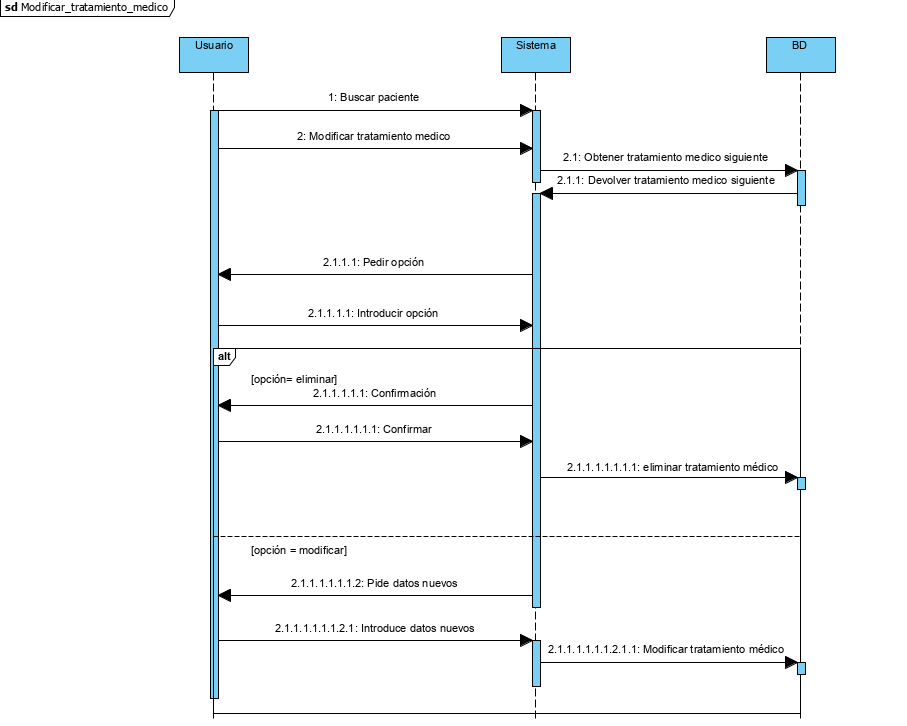 sd Modificar_tratamiento_medico
Usuario
Sistema
BD
1: Buscar paciente
2: Modificar tratamiento medico
2.1: Obtener tratamiento medico siguiente
2.1.1: Devolver tratamiento medico siguiente
2.1.1.1: Pedir opción
2.1.1.1.1: Introducir opción
alt
[opción= eliminar]
2.1.1.1.1.1: Confirmación
2.1.1.1.1.1.1: Confirmar
2.1.1.1.1.1.1.1: eliminar tratamiento médico
[opción = modificar]
2.1.1.1.1.1.1.2: Pide datos nuevos
2.1.1.1.1.1.1.2.1: Introduce datos nuevos
2.1.1.1.1.1.1.2.1.1: Modificar tratamiento médico